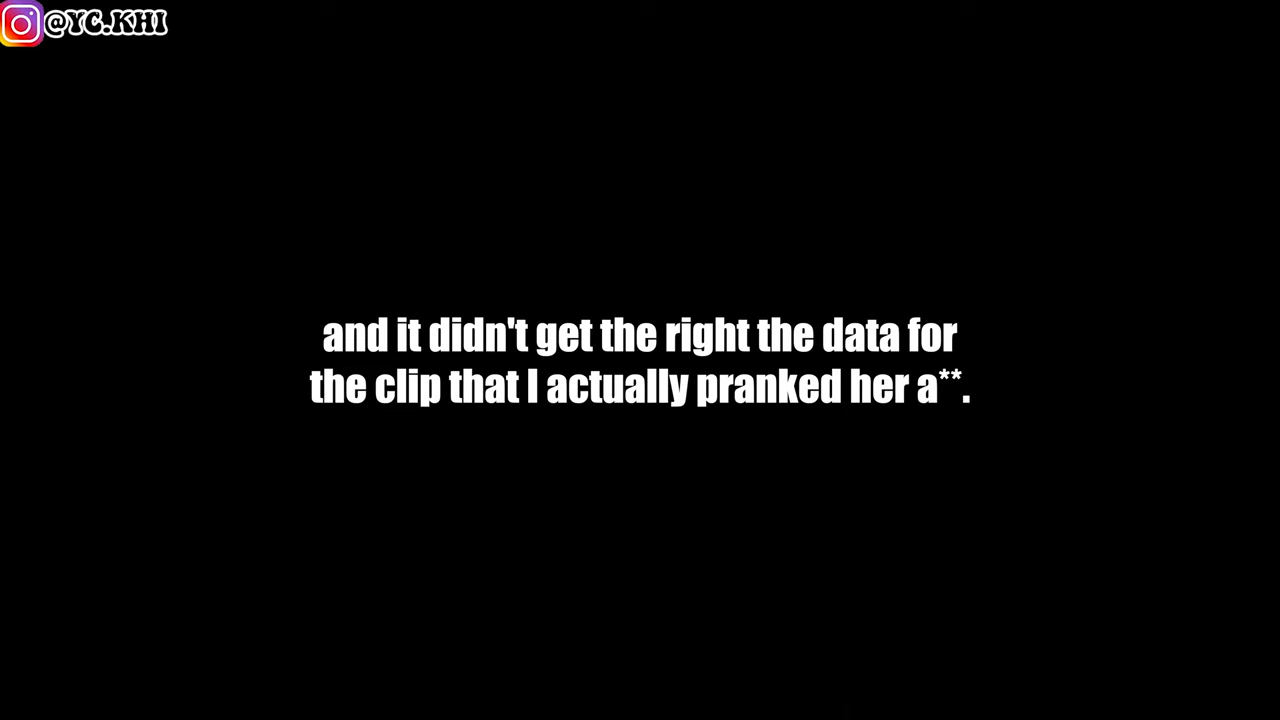 @YC.KHI
and it didn't get the right the data for
the clip that I actually pranked her a**.